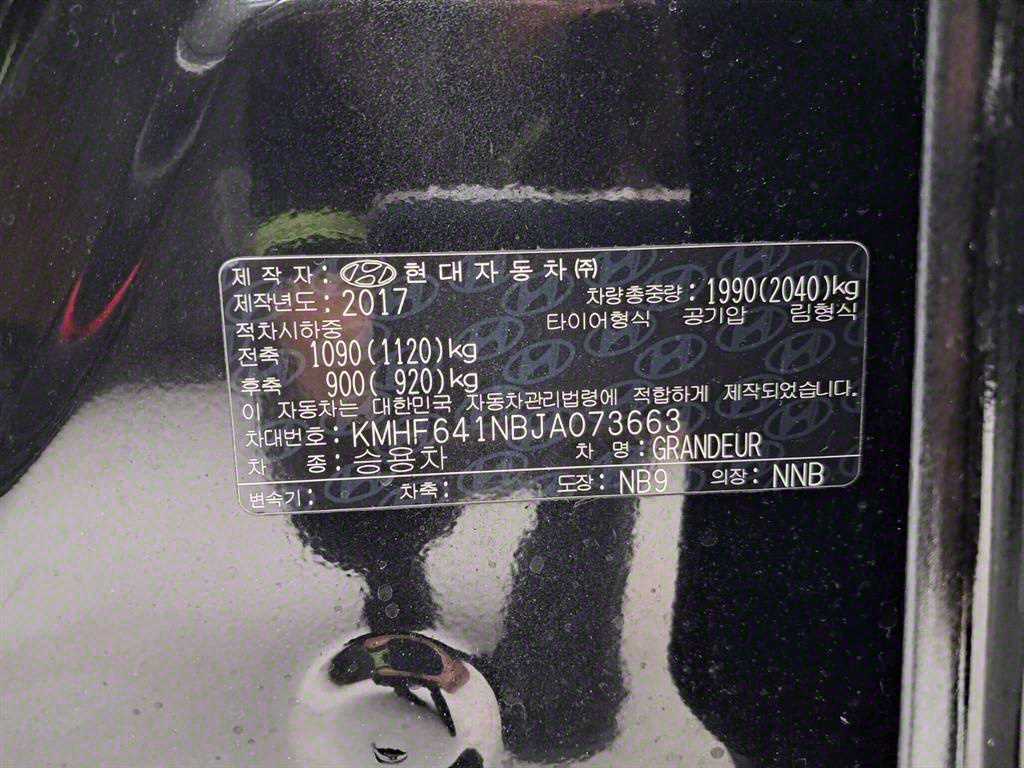 제 작 자 : 현대자동차(주)
제작년도 : 2017 차량총중량 : 1990(2040)kg
적차시하중 타이어형식 공기압 림형식
전축 1090(1120)kg
후축 900( 920)kg
이 자동차는 대한민국 자동차관리법령에 적합하게 제작되었습니다.
차대번호 : KMHF641NBJA073663
차 종 : 승용차 차 명 : GRANDEUR
변속기 : 차축 : 도장 : NB9 의장 : NNB